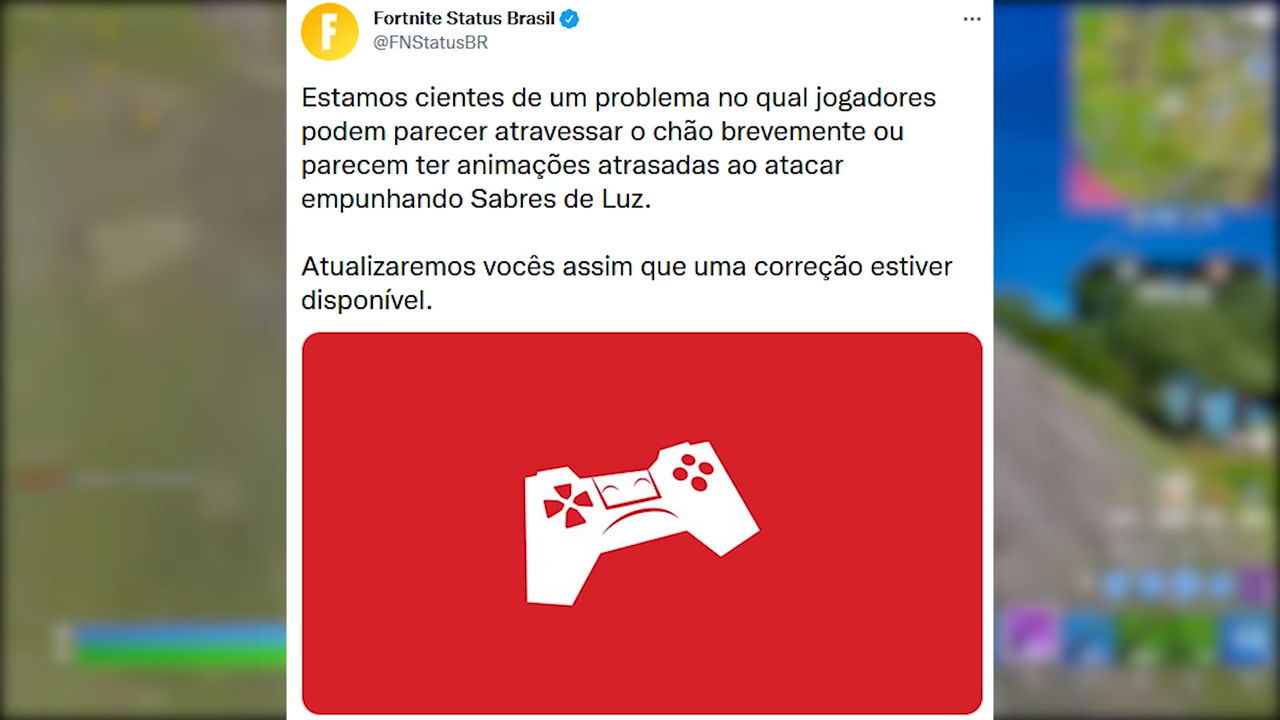 Fortnite Status Brasil
@FNStatusBR
Estamos cientes de um problema no qual jogadores
podem parecer atravessar o chão brevemente ou
parecem ter animações atrasadas ao atacar
empunhando Sabres de Luz.
Atualizaremos vocês assim que uma correção estiver
disponível.